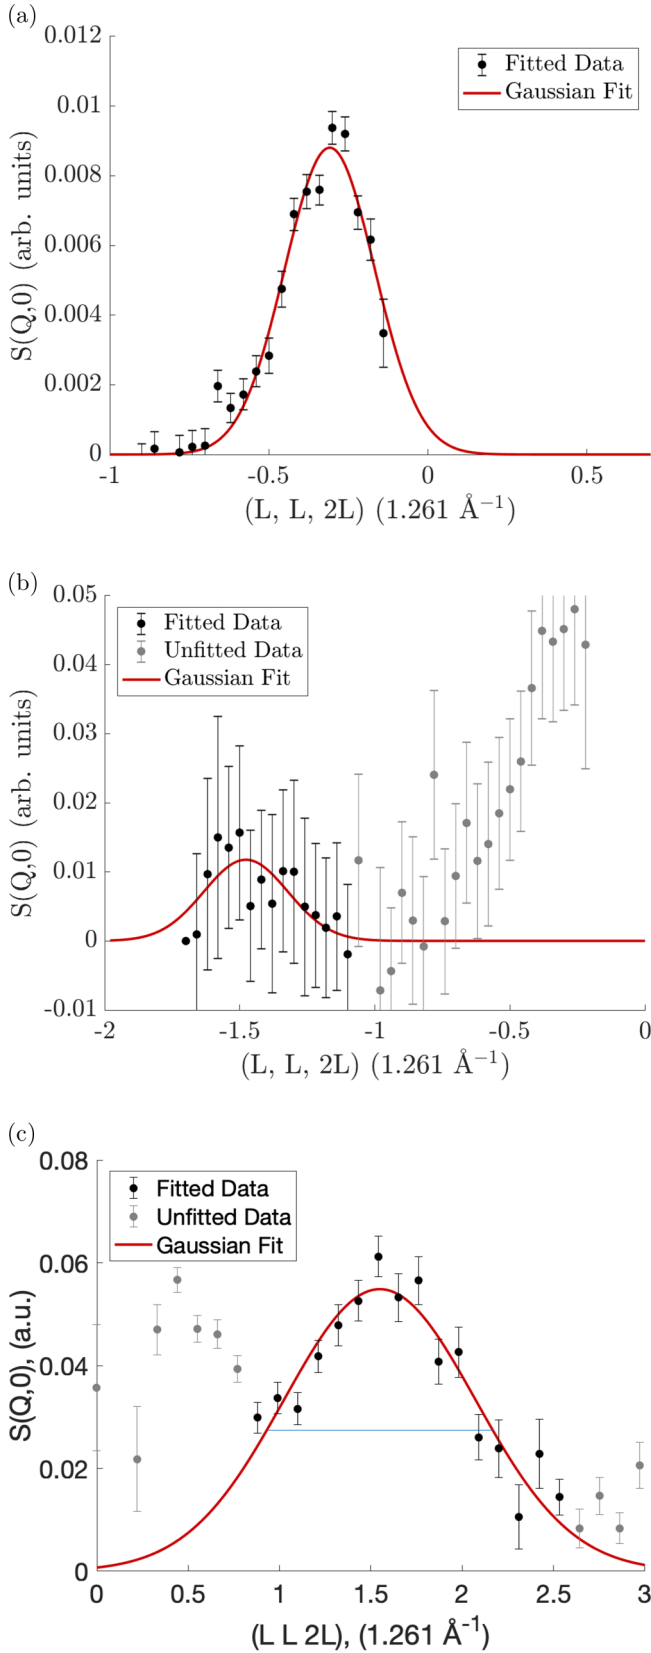 (a)
0.012
0.01
0.008
0.006
0.004
0.002
0
S(Q,0) (arb. units)
Fitted Data
Gaussian Fit
-1
-0.5
0
0.5
(L, L, 2L) (1.261 Å⁻¹)
(b)
0.05
0.04
0.03
0.02
0.01
0
-0.01
S(Q,0) (arb. units)
Fitted Data
Unfitted Data
Gaussian Fit
-2
-1.5
-1
-0.5
0
(L, L, 2L) (1.261 Å⁻¹)
(c)
0.08
0.06
0.04
0.02
0
S(Q,0), (a.u.)
Fitted Data
Unfitted Data
Gaussian Fit
0
0.5
1
1.5
2
2.5
3
(L L 2L), (1.261 Å⁻¹)